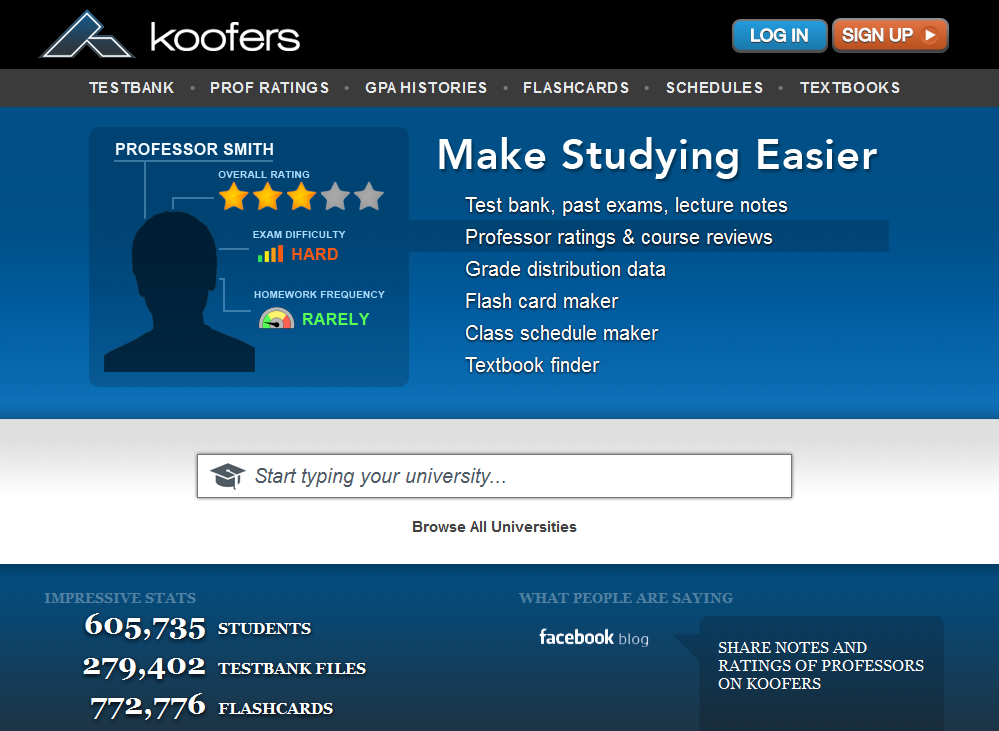 koofers
LOG IN
SIGN UP
TESTBANK • PROF RATINGS • GPA HISTORIES • FLASHCARDS • SCHEDULES • TEXTBOOKS
PROFESSOR SMITH
OVERALL RATING
EXAM DIFFICULTY
HARD
HOMEWORK FREQUENCY
RARELY
Make Studying Easier
Test bank, past exams, lecture notes
Professor ratings & course reviews
Grade distribution data
Flash card maker
Class schedule maker
Textbook finder
Start typing your university...
Browse All Universities
IMPRESSIVE STATS
605,735 STUDENTS
279,402 TESTBANK FILES
772,776 FLASHCARDS
WHAT PEOPLE ARE SAYING
facebook blog
SHARE NOTES AND
RATINGS OF PROFESSORS
ON KOOFERS